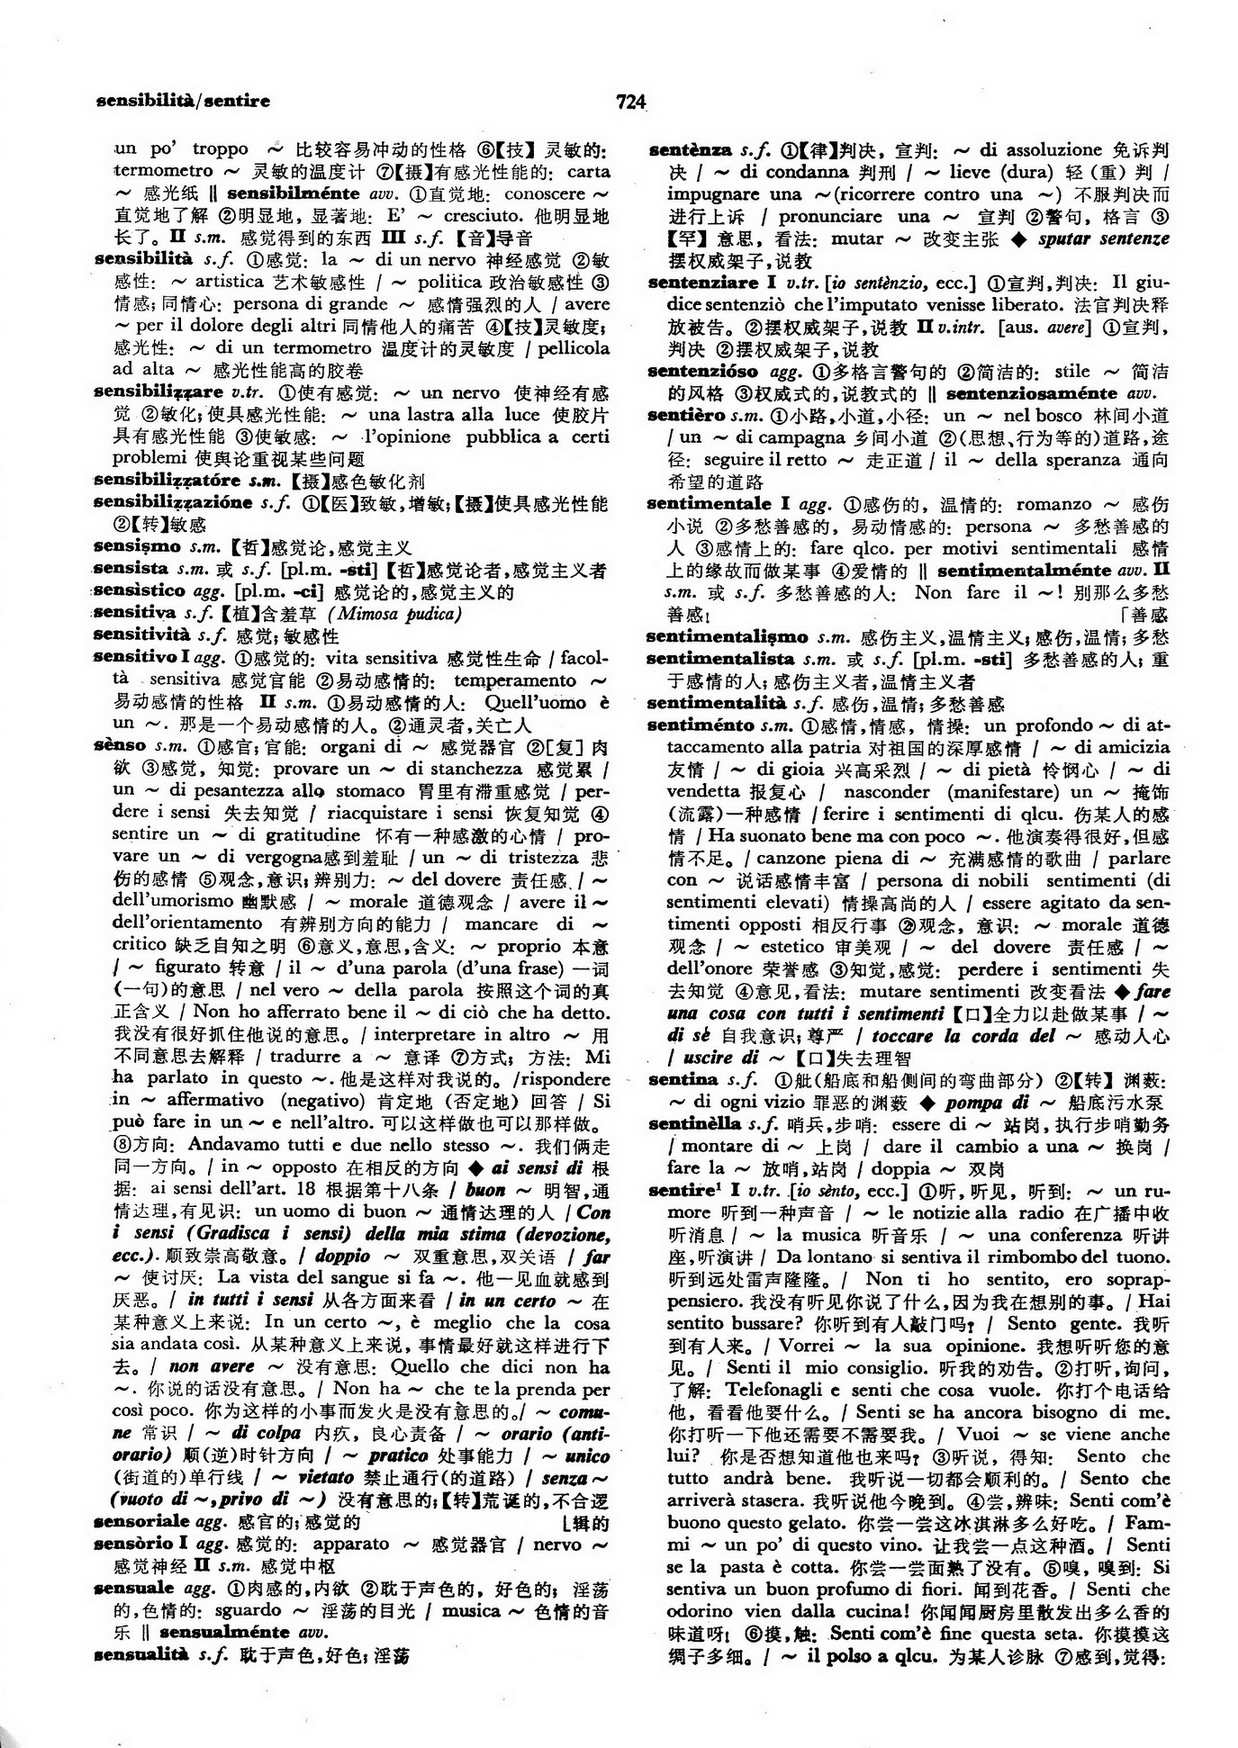 sensibilità/sentire
724
un po' troppo ～ 比较容易冲动的性格 ⑥【技】灵敏的:
termometro ～ 灵敏的温度计 ⑦【摄】有感光性能的: carta
～ 感光纸 ‖ sensibilménte avv. ①直觉地: conoscere ～
直觉地了解 ②明显地, 显著地: E' ～ cresciuto. 他明显地
长了。II s.m. 感觉得到的东西 III s.f. 【音】导音
sensibilità s.f. ①感觉: la ～ di un nervo 神经感觉 ②敏
感性: ～ artistica 艺术敏感性 / ～ politica 政治敏感性 ③
情感;同情心: persona di grande ～ 感情强烈的人 / avere
～ per il dolore degli altri 同情他人的痛苦 ④【技】灵敏度;
感光性: ～ di un termometro 温度计的灵敏度 / pellicola
ad alta ～ 感光性能高的胶卷
sensibiliẓẓare v.tr. ①使有感觉: ～ un nervo 使神经有感
觉 ②敏化;使具感光性能: ～ una lastra alla luce 使胶片
具有感光性能 ③使敏感: ～ l'opinione pubblica a certi
problemi 使舆论重视某些问题
sensibiliẓẓatóre s.m. 【摄】感色敏化剂
sensibiliẓẓazióne s.f. ①【医】致敏,增敏;【摄】使具感光性能
②【转】敏感
sensiṣmo s.m. 【哲】感觉论,感觉主义
sensista s.m. 或 s.f. [pl.m. -sti] 【哲】感觉论者,感觉主义者
sensìstico agg. [pl.m. -ci] 感觉论的,感觉主义的
sensitiva s.f. 【植】含羞草 (Mimosa pudica)
sensitività s.f. 感觉;敏感性
sensitivo I agg. ①感觉的: vita sensitiva 感觉性生命 / facol-
tà sensitiva 感觉官能 ②易动感情的: temperamento ～
易动感情的性格 II s.m. ①易动感情的人: Quell'uomo è
un ～. 那是一个易动感情的人。②通灵者,关亡人
sènso s.m. ①感官;官能: organi di ～ 感觉器官 ②[复] 肉
欲 ③感觉, 知觉: provare un ～ di stanchezza 感觉累 /
un ～ di pesantezza allo stomaco 胃里有滞重感觉 / per-
dere i sensi 失去知觉 / riacquistare i sensi 恢复知觉 ④
sentire un ～ di gratitudine 怀有一种感激的心情 / pro-
vare un ～ di vergogna感到羞耻 / un ～ di tristezza 悲
伤的感情 ⑤观念,意识;辨别力: ～ del dovere 责任感 / ～
dell'umorismo 幽默感 / ～ morale 道德观念 / avere il ～
dell'orientamento 有辨别方向的能力 / mancare di ～
critico 缺乏自知之明 ⑥意义,意思,含义: ～ proprio 本意
/ ～ figurato 转意 / il ～ d'una parola (d'una frase) 一词
(一句)的意思 / nel vero ～ della parola 按照这个词的真
正含义 / Non ho afferrato bene il ～ di ciò che ha detto.
我没有很好抓住他说的意思。/ interpretare in altro ～ 用
不同意思去解释 / tradurre a ～ 意译 ⑦方式; 方法: Mi
ha parlato in questo ～. 他是这样对我说的。/rispondere
in ～ affermativo (negativo) 肯定地 (否定地) 回答 / Si
può fare in un ～ e nell'altro. 可以这样做也可以那样做。
⑧方向: Andavamo tutti e due nello stesso ～. 我们俩走
同一方向。/ in ～ opposto 在相反的方向 ◆ ai sensi di 根
据: ai sensi dell'art. 18 根据第十八条 / buon ～ 明智,通
情达理,有见识: un uomo di buon ～ 通情达理的人 / Con
i sensi (Gradisca i sensi) della mia stima (devozione,
ecc.). 顺致崇高敬意。/ doppio ～ 双重意思,双关语 / far
～ 使讨厌: La vista del sangue si fa ～. 他一见血就感到
厌恶。/ in tutti i sensi 从各方面来看 / in un certo ～ 在
某种意义上来说: In un certo ～, è meglio che la cosa
sia andata così. 从某种意义上来说, 事情最好就这样进行下
去。/ non avere ～ 没有意思: Quello che dici non ha
～. 你说的话没有意思。/ Non ha ～ che te la prenda per
così poco. 你为这样的小事而发火是没有意思的。/ ～ comu-
ne 常识 / ～ di colpa 内疚, 良心责备 / ～ orario (anti-
orario) 顺(逆)时针方向 / ～ pratico 处事能力 / ～ unico
(街道的)单行线 / ～ vietato 禁止通行(的道路) / senza ～
(vuoto di ～, privo di ～) 没有意思的;【转】荒诞的,不合逻
sensoriale agg. 感官的;感觉的 ⌊辑的
sensòrio I agg. 感觉的: apparato ～ 感觉器官 / nervo ～
感觉神经 II s.m. 感觉中枢
sensuale agg. ①肉感的,内欲 ②耽于声色的, 好色的; 淫荡
的,色情的: sguardo ～ 淫荡的目光 / musica ～ 色情的音
乐 ‖ sensualménte avv.
sensualità s.f. 耽于声色,好色;淫荡
sentènza s.f. ①【律】判决, 宣判: ～ di assoluzione 免诉判
决 / ～ di condanna 判刑 / ～ lieve (dura) 轻 (重) 判 /
impugnare una ～(ricorrere contro una ～) 不服判决而
进行上诉 / pronunciare una ～ 宣判 ②警句, 格言 ③
【罕】意思, 看法: mutar ～ 改变主张 ◆ sputar sentenze
摆权威架子,说教
sentenziare I v.tr. [io sentènzio, ecc.] ①宣判,判决: Il giu-
dice sentenziò che l'imputato venisse liberato. 法官判决释
放被告。②摆权威架子,说教 II v.intr. [aus. avere] ①宣判,
判决 ②摆权威架子,说教
sentenzióso agg. ①多格言警句的 ②简洁的: stile ～ 简洁
的风格 ③权威式的,说教式的 ‖ sentenziosaménte avv.
sentièro s.m. ①小路,小道,小径: un ～ nel bosco 林间小道
/ un ～ di campagna 乡间小道 ②(思想、行为等的)道路,途
径: seguire il retto ～ 走正道 / il ～ della speranza 通向
希望的道路
sentimentale I agg. ①感伤的, 温情的: romanzo ～ 感伤
小说 ②多愁善感的, 易动情感的: persona ～ 多愁善感的
人 ③感情上的: fare qlco. per motivi sentimentali 感情
上的缘故而做某事 ④爱情的 ‖ sentimentalménte avv. II
s.m. 或 s.f. 多愁善感的人: Non fare il ～! 别那么多愁
善感! ⌈善感
sentimentaliṣmo s.m. 感伤主义,温情主义;感伤,温情;多愁
sentimentalista s.m. 或 s.f. [pl.m. -sti] 多愁善感的人;重
于感情的人;感伤主义者,温情主义者
sentimentalità s.f. 感伤,温情;多愁善感
sentiménto s.m. ①感情,情感, 情操: un profondo ～ di at-
taccamento alla patria 对祖国的深厚感情 / ～ di amicizia
友情 / ～ di gioia 兴高采烈 / ～ di pietà 怜悯心 / ～ di
vendetta 报复心 / nasconder (manifestare) un ～ 掩饰
(流露)一种感情 /ferire i sentimenti di qlcu. 伤某人的感
情 / Ha suonato bene ma con poco ～. 他演奏得很好,但感
情不足。/ canzone piena di ～ 充满感情的歌曲 / parlare
con ～ 说话感情丰富 / persona di nobili sentimenti (di
sentimenti elevati) 情操高尚的人 / essere agitato da sen-
timenti opposti 相反行事 ②观念, 意识: ～ morale 道德
观念 / ～ estetico 审美观 / ～ del dovere 责任感 / ～
dell'onore 荣誉感 ③知觉,感觉: perdere i sentimenti 失
去知觉 ④意见,看法: mutare sentimenti 改变看法 ◆ fare
una cosa con tutti i sentimenti 【口】全力以赴做某事 / ～
di sè 自我意识;尊严 / toccare la corda del ～ 感动人心
/ uscire di ～ 【口】失去理智
sentina s.f. ①舭(船底和船侧间的弯曲部分) ②【转】渊薮:
～ di ogni vizio 罪恶的渊薮 ◆ pompa di ～ 船底污水泵
sentinèlla s.f. 哨兵,步哨: essere di ～ 站岗,执行步哨勤务
/ montare di ～ 上岗 / dare il cambio a una ～ 换岗 /
fare la ～ 放哨,站岗 / doppia ～ 双岗
sentire¹ I v.tr. [io sènto, ecc.] ①听,听见, 听到: ～ un ru-
more 听到一种声音 / ～ le notizie alla radio 在广播中收
听消息 / ～ la musica 听音乐 / ～ una conferenza 听讲
座,听演讲 / Da lontano si sentiva il rimbombo del tuono.
听到远处雷声隆隆。/ Non ti ho sentito, ero soprap-
pensiero. 我没有听见你说了什么,因为我在想别的事。/ Hai
sentito bussare? 你听到有人敲门吗? / Sento gente. 我听
到有人来。/ Vorrei ～ la sua opinione. 我想听听您的意
见。/ Senti il mio consiglio. 听我的劝告。②打听,询问,
了解: Telefonagli e senti che cosa vuole. 你打个电话给
他, 看看他要什么。/ Senti se ha ancora bisogno di me.
你打听一下他还需要不需要我。/ Vuoi ～ se viene anche
lui? 你是否想知道他也来吗? ③听说, 得知: Sento che
tutto andrà bene. 我听说一切都会顺利的。/ Sento che
arriverà stasera. 我听说他今晚到。④尝,辨味: Senti com'è
buono questo gelato. 你尝一尝这冰淇淋多么好吃。/ Fam-
mi ～ un po' di questo vino. 让我尝一点这种酒。/ Senti
se la pasta è cotta. 你尝一尝面熟了没有。⑤嗅, 嗅到: Si
sentiva un buon profumo di fiori. 闻到花香。/ Senti che
odorino vien dalla cucina! 你闻闻厨房里散发出多么香的
味道呀! ⑥摸,触: Senti com'è fine questa seta. 你摸摸这
绸子多细。/ ～ il polso a qlcu. 为某人诊脉 ⑦感到,觉得: